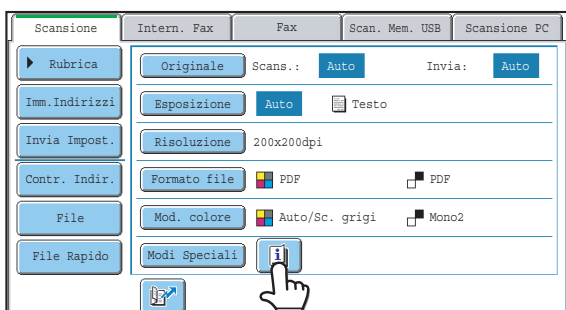 Scansione Intern. Fax Fax Scan. Mem. USB Scansione PC
Rubrica Originale Scans.: Auto Invia: Auto
Imm.Indirizzi Esposizione Auto Testo
Invia Impost. Risoluzione 200x200dpi
Contr. Indir. Formato file PDF PDF
File Mod. colore Auto/Sc. grigi Mono2
File Rapido Modi Speciali